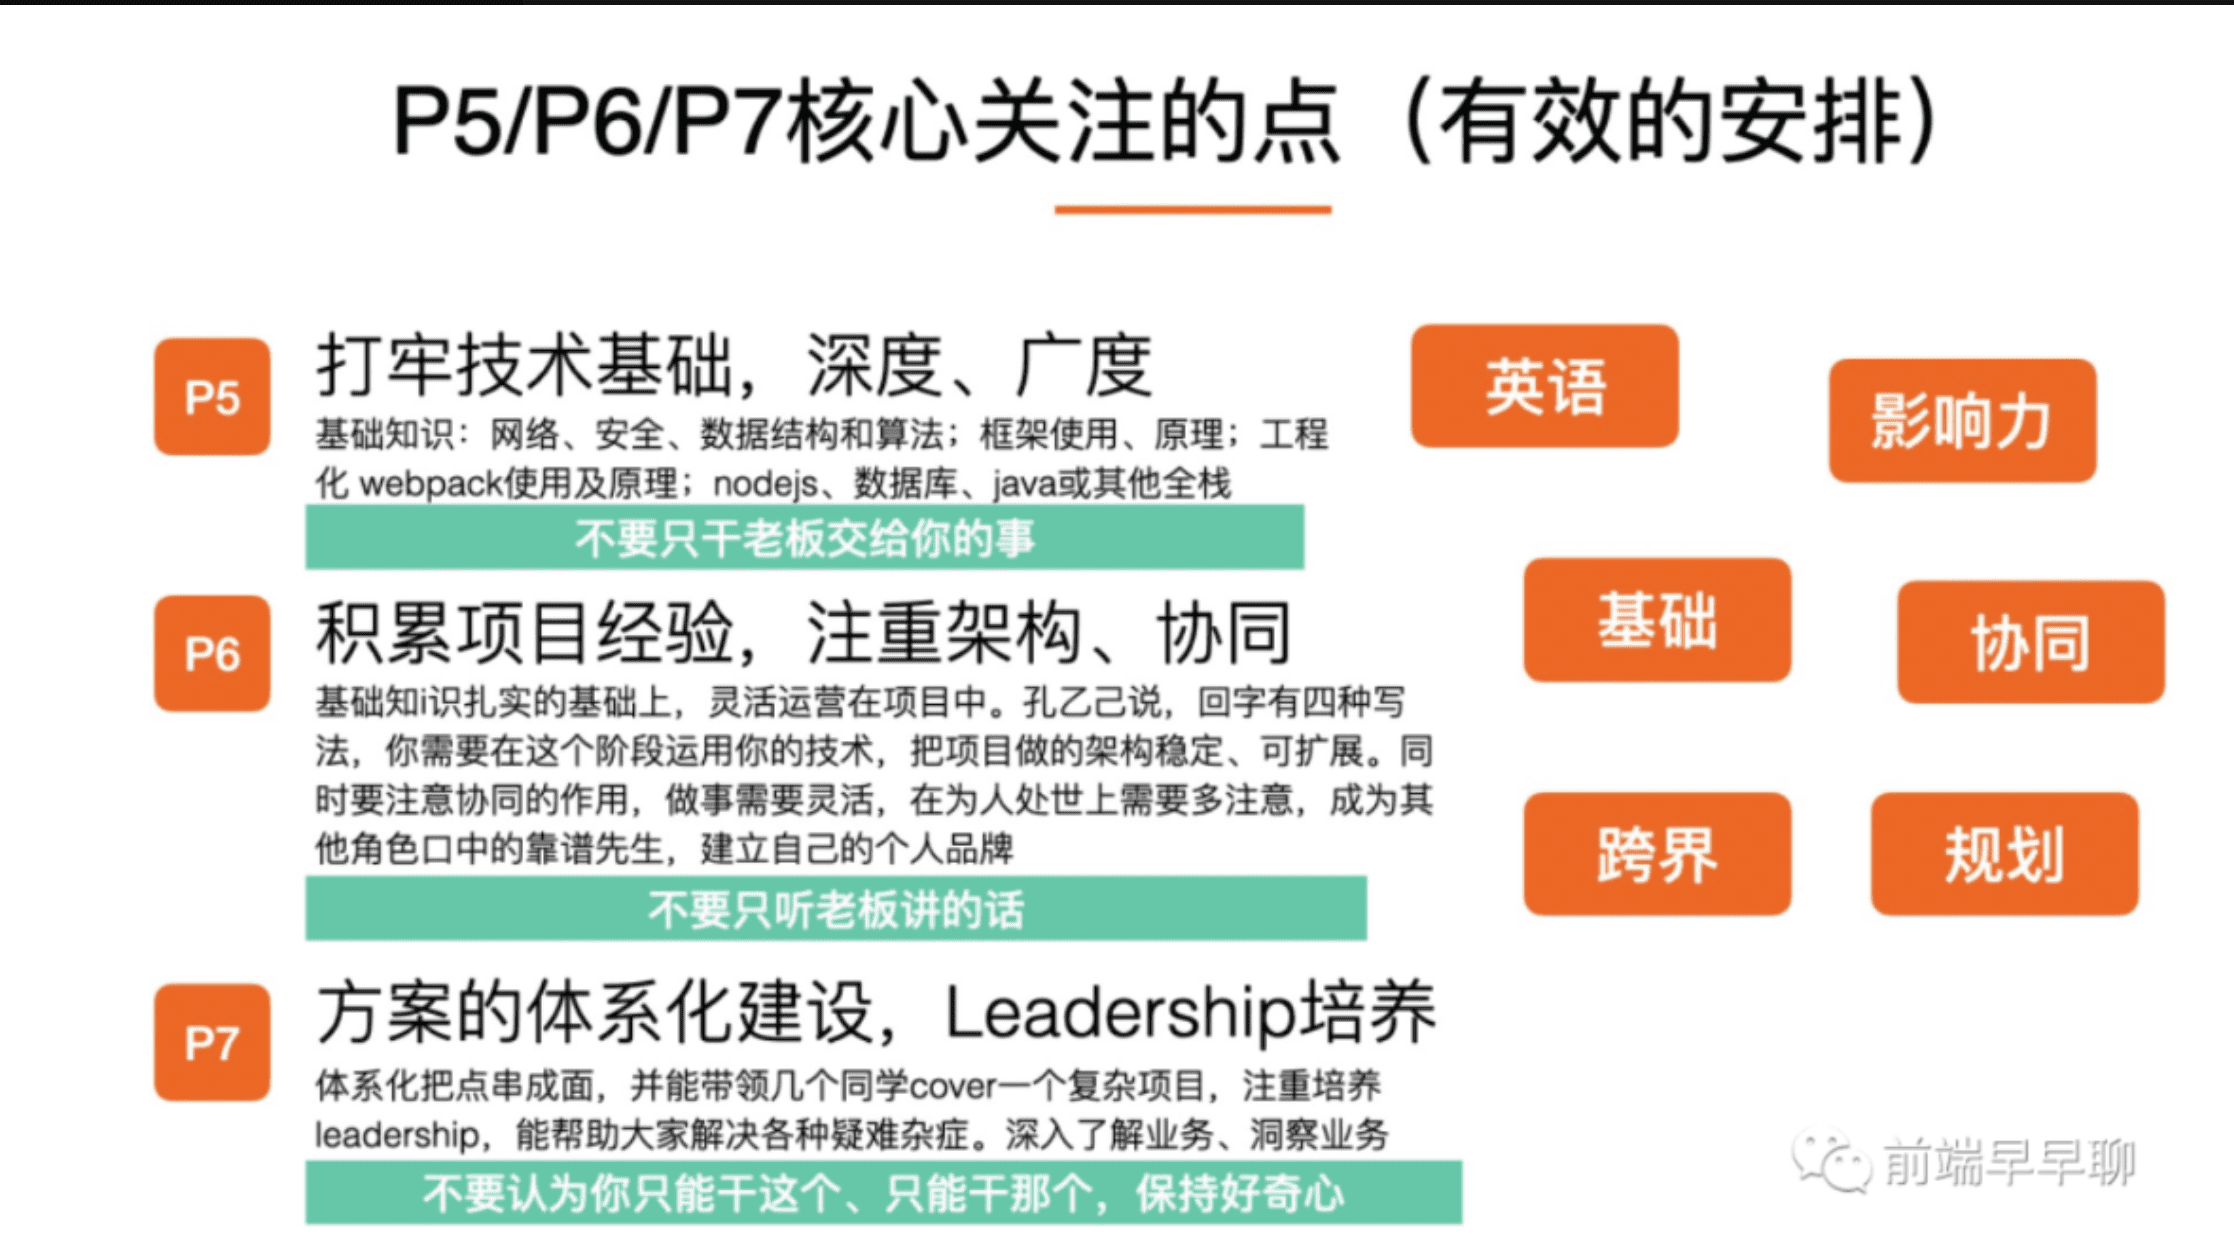 P5/P6/P7核心关注的点（有效的安排）
P5
打牢技术基础，深度、广度
基础知识：网络、安全、数据结构和算法；框架使用、原理；工程
化 webpack使用及原理；nodejs、数据库、java或其他全栈
不要只干老板交给你的事
P6
积累项目经验，注重架构、协同
基础知i识扎实的基础上，灵活运营在项目中。孔乙己说，回字有四种写
法，你需要在这个阶段运用你的技术，把项目做的架构稳定、可扩展。同
时要注意协同的作用，做事需要灵活，在为人处世上需要多注意，成为其
他角色口中的靠谱先生，建立自己的个人品牌
不要只听老板讲的话
P7
方案的体系化建设，Leadership培养
体系化把点串成面，并能带领几个同学cover一个复杂项目，注重培养
leadership，能帮助大家解决各种疑难杂症。深入了解业务、洞察业务
不要认为你只能干这个、只能干那个，保持好奇心
英语
影响力
基础
协同
跨界
规划
前端早早聊